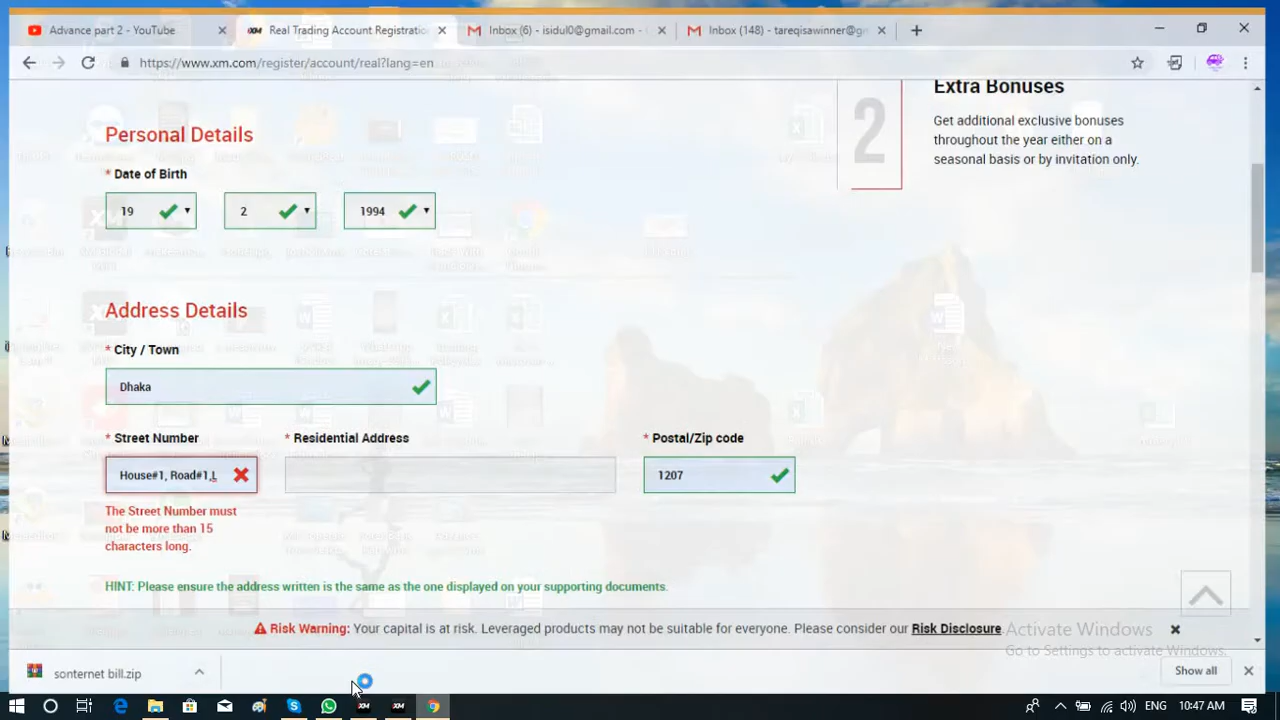 Advance part 2 - YouTube
Real Trading Account Registratio
Inbox (6) - isidul0@gmail.com -
Inbox (148) - tareqisawinner@g
https://www.xm.com/register/account/real?lang=en
Extra Bonuses
2
Get additional exclusive bonuses
throughout the year either on a
seasonal basis or by invitation only.
Personal Details
* Date of Birth
19
2
1994
Address Details
* City / Town
Dhaka
* Street Number
* Residential Address
* Postal/Zip code
House#1, Road#1,L
1207
The Street Number must
not be more than 15
characters long.
HINT: Please ensure the address written is the same as the one displayed on your supporting documents.
Risk Warning: Your capital is at risk. Leveraged products may not be suitable for everyone. Please consider our Risk Disclosure
Activate Windows
Go to Settings to activate Windows.
sonternet bill.zip
Show all
XM
XM
ENG
10:47 AM